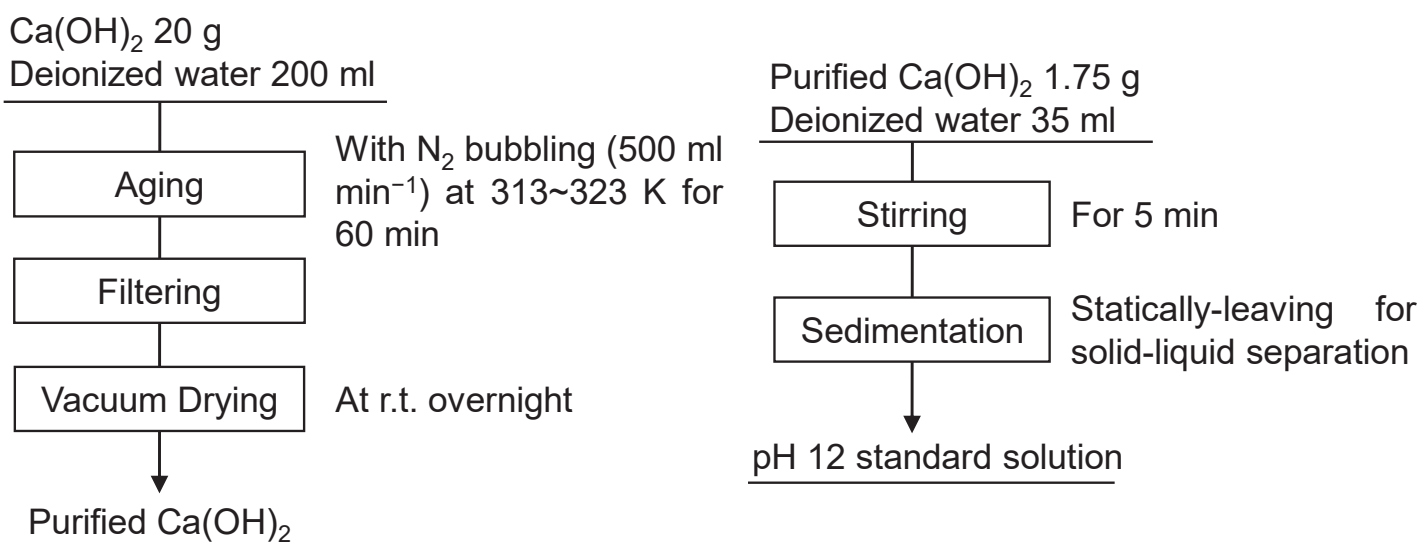 Ca(OH)₂ 20 g
Deionized water 200 ml
Aging
With N₂ bubbling (500 ml
min⁻¹) at 313~323 K for
60 min
Filtering
Vacuum Drying
At r.t. overnight
Purified Ca(OH)₂
Purified Ca(OH)₂ 1.75 g
Deionized water 35 ml
Stirring
For 5 min
Sedimentation
Statically-leaving for
solid-liquid separation
pH 12 standard solution